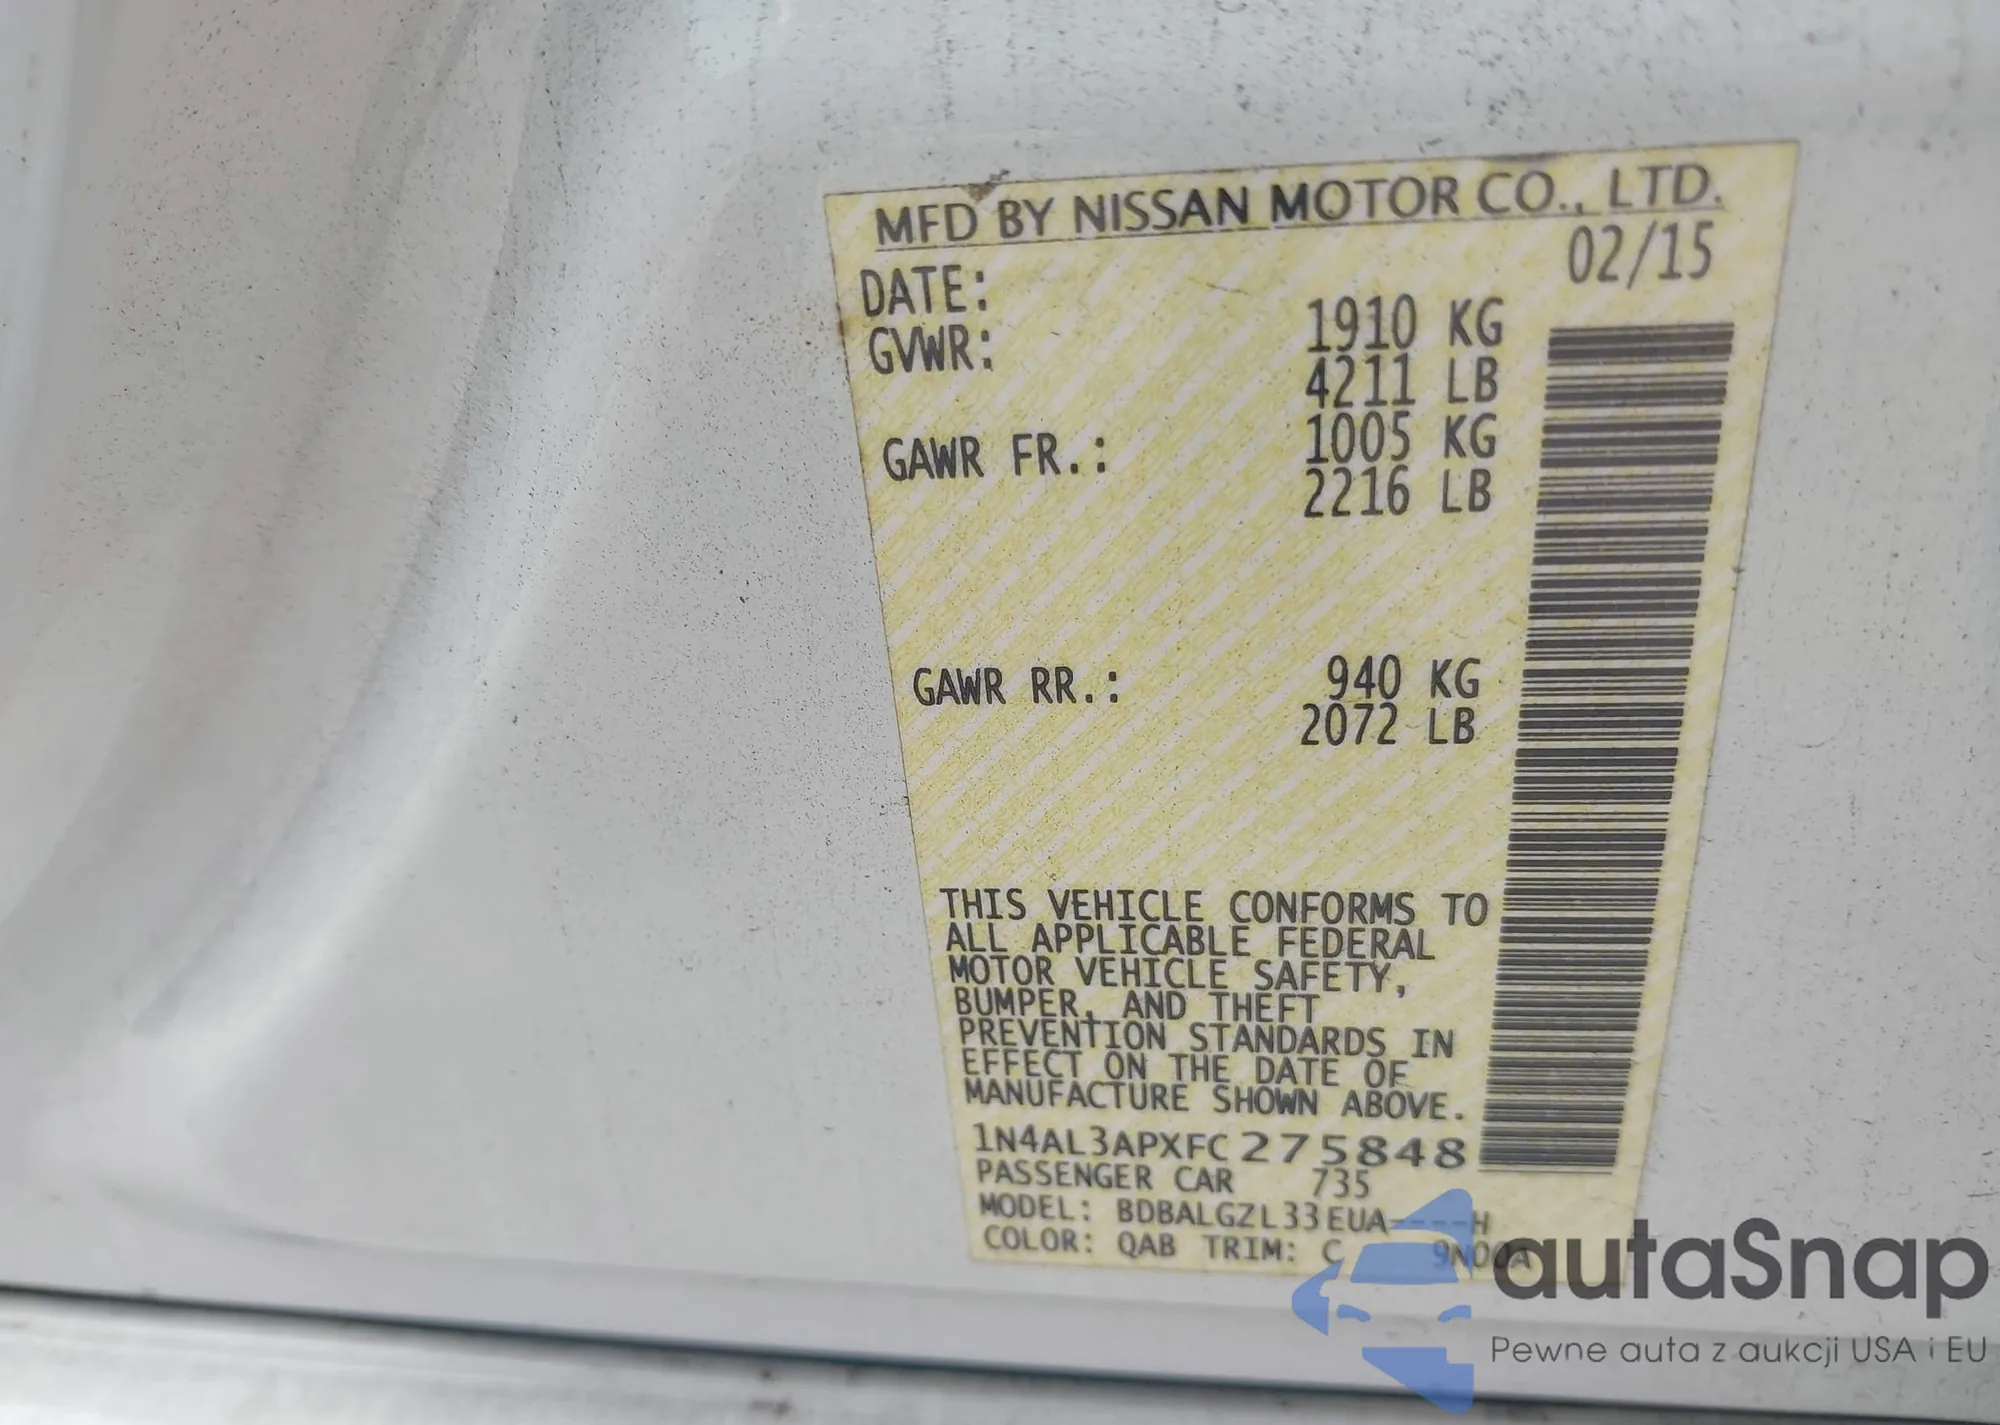 MFD BY NISSAN MOTOR CO., LTD.
DATE: 02/15
GVWR: 1910 KG
4211 LB
GAWR FR.: 1005 KG
2216 LB
GAWR RR.: 940 KG
2072 LB
THIS VEHICLE CONFORMS TO
ALL APPLICABLE FEDERAL
MOTOR VEHICLE SAFETY,
BUMPER, AND THEFT
PREVENTION STANDARDS IN
EFFECT ON THE DATE OF
MANUFACTURE SHOWN ABOVE.
1N4AL3APXFC275848
PASSENGER CAR 735
MODEL: BDBALGZL33EUA----H
COLOR: QAB TRIM: C 9N00A
autaSnap
Pewne auta z aukcji USA i EU